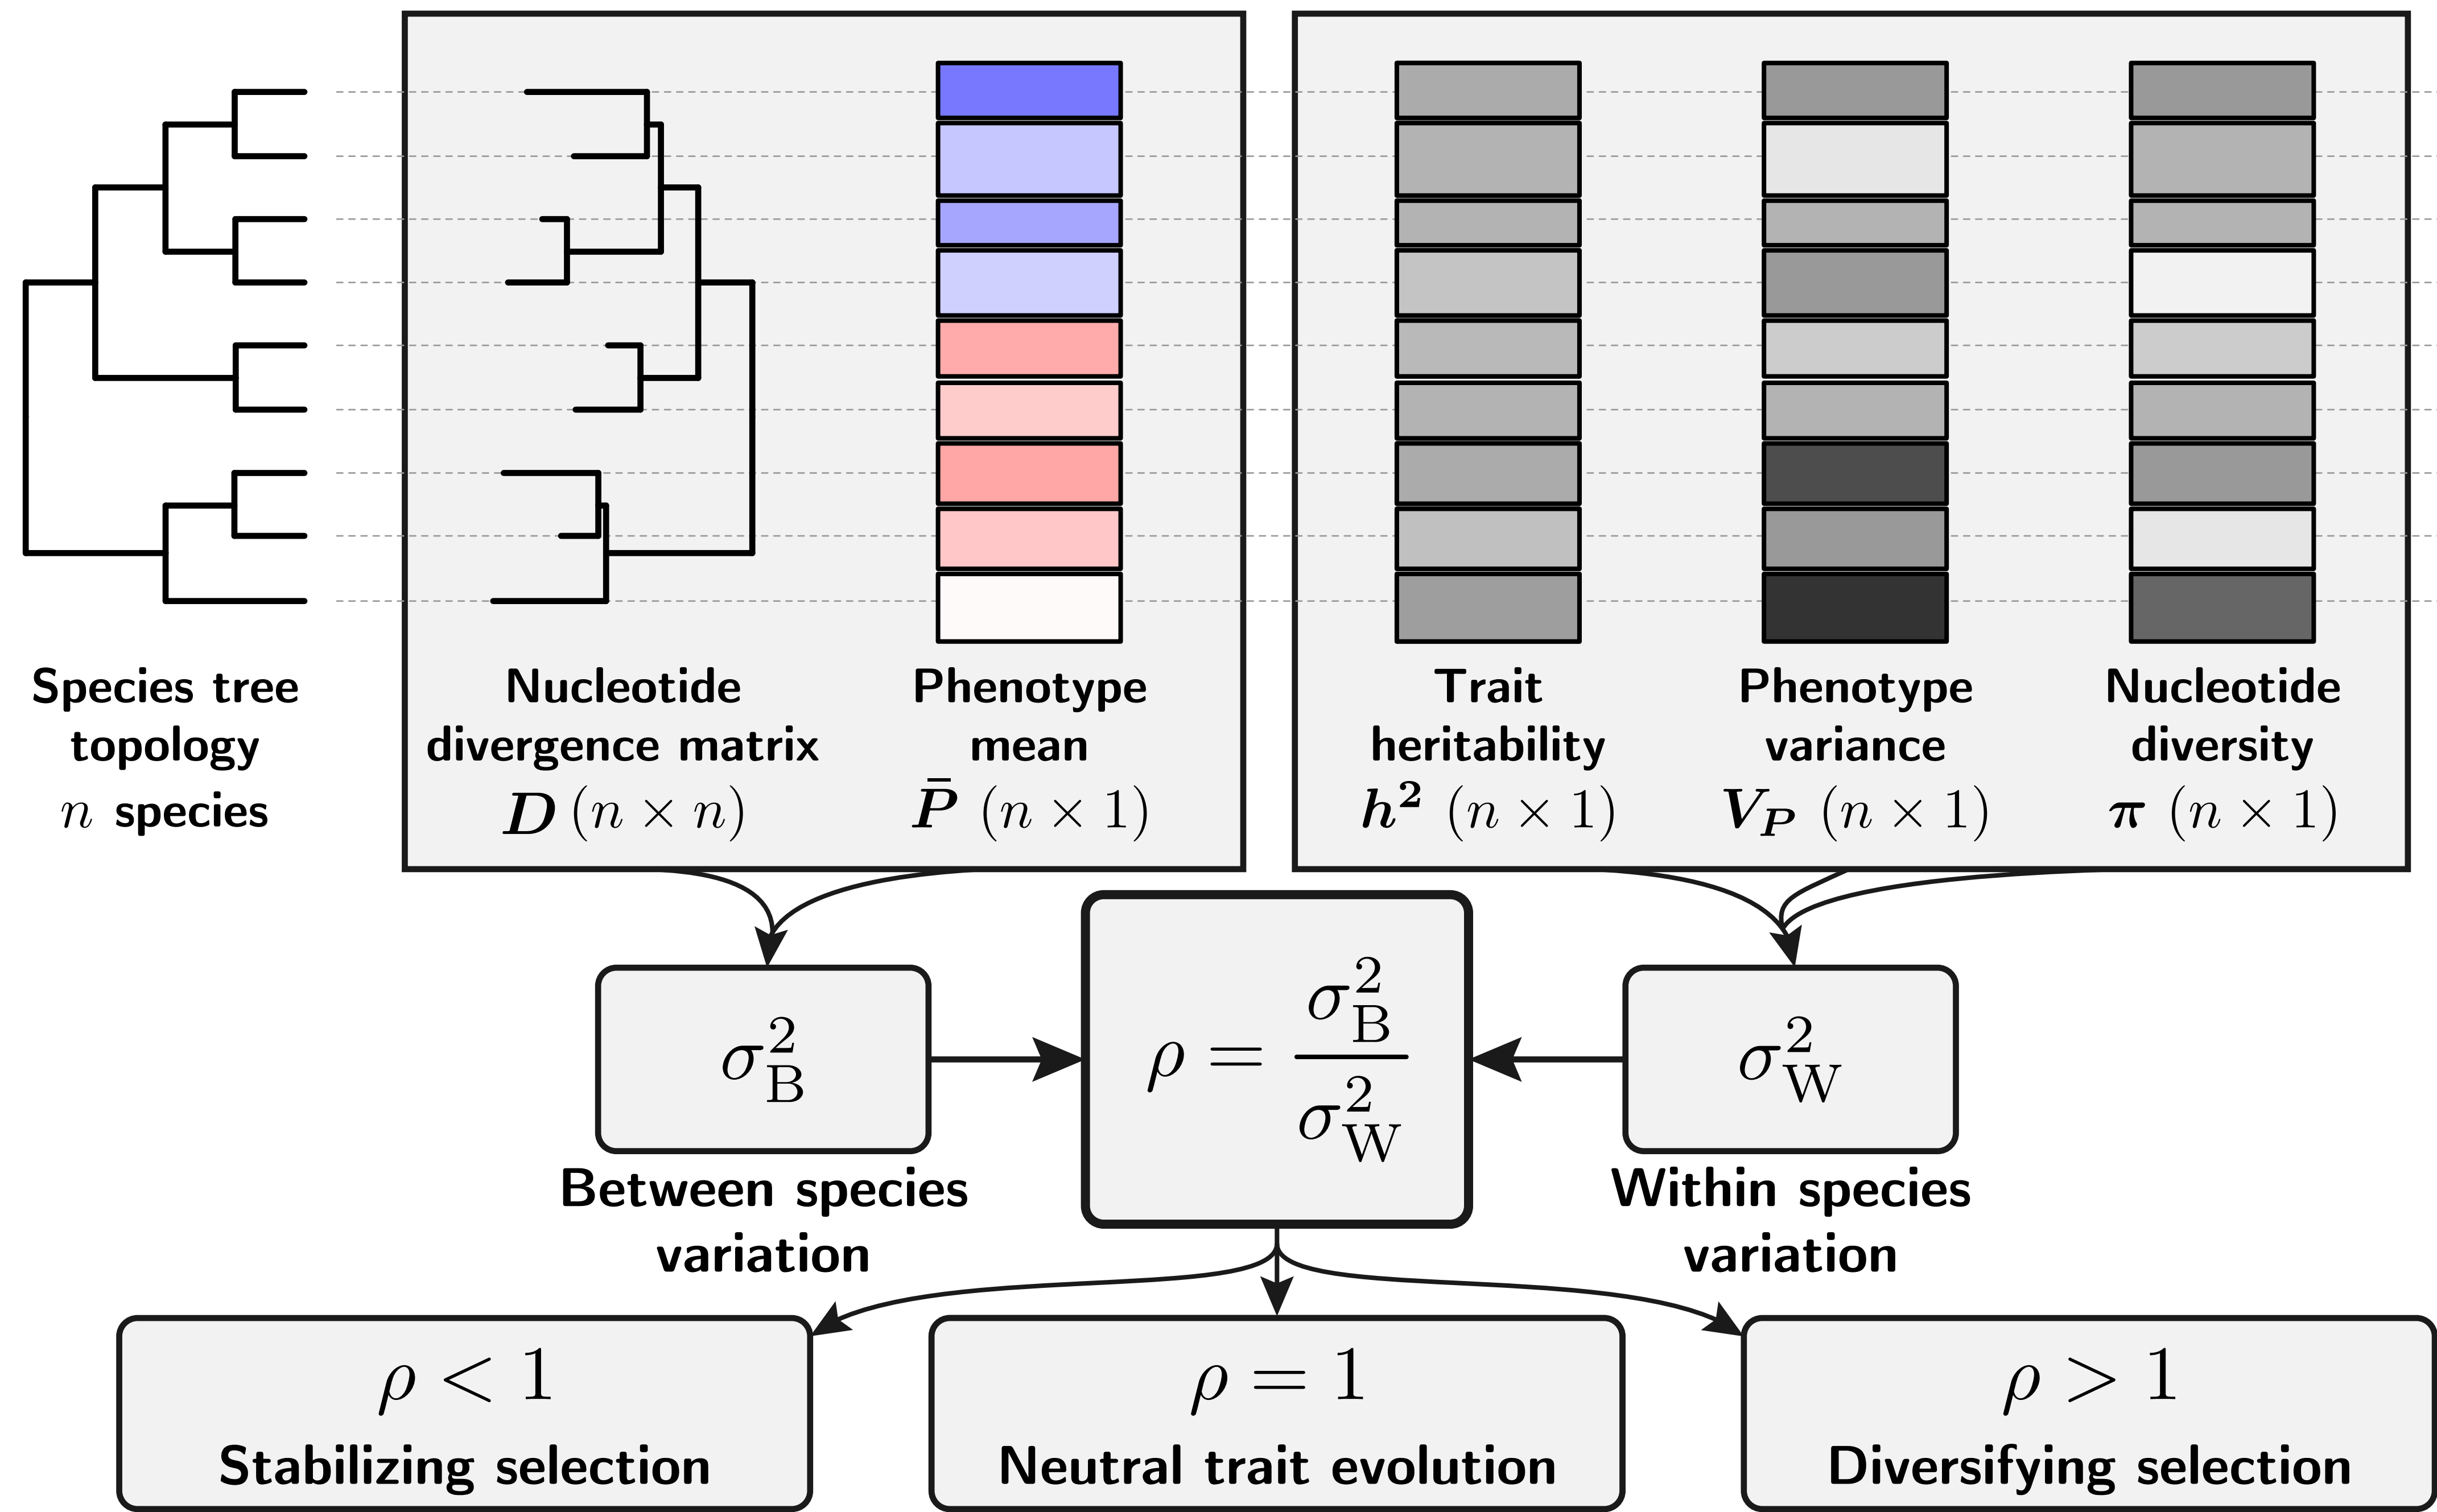 Species tree
topology
n species
Nucleotide
divergence matrix
D (n × n)
Phenotype
mean
P̄ (n × 1)
Trait
heritability
h² (n × 1)
Phenotype
variance
V_P (n × 1)
Nucleotide
diversity
π (n × 1)
σ²_B
Between species
variation
ρ = σ²_B / σ²_W
σ²_W
Within species
variation
ρ < 1
Stabilizing selection
ρ = 1
Neutral trait evolution
ρ > 1
Diversifying selection